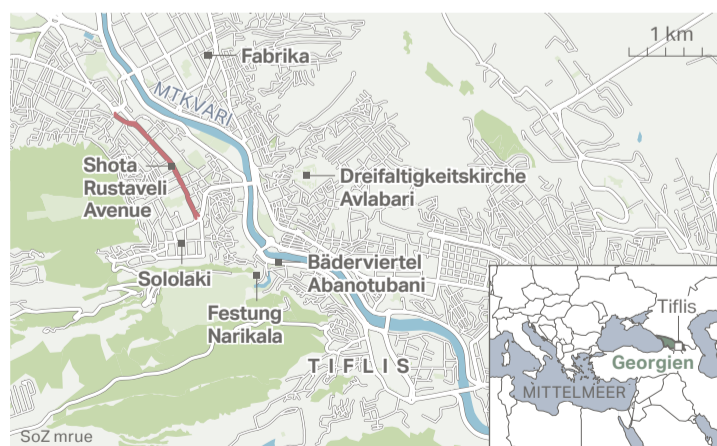 Fabrika
1 km
MTKVARI
Shota
Rustaveli
Avenue
Dreifaltigkeitskirche
Avlabari
Sololaki
Bäderviertel
Abanotubani
Festung
Narikala
TIFLIS
Tiflis
Georgien
MITTELMEER
SoZ mrue